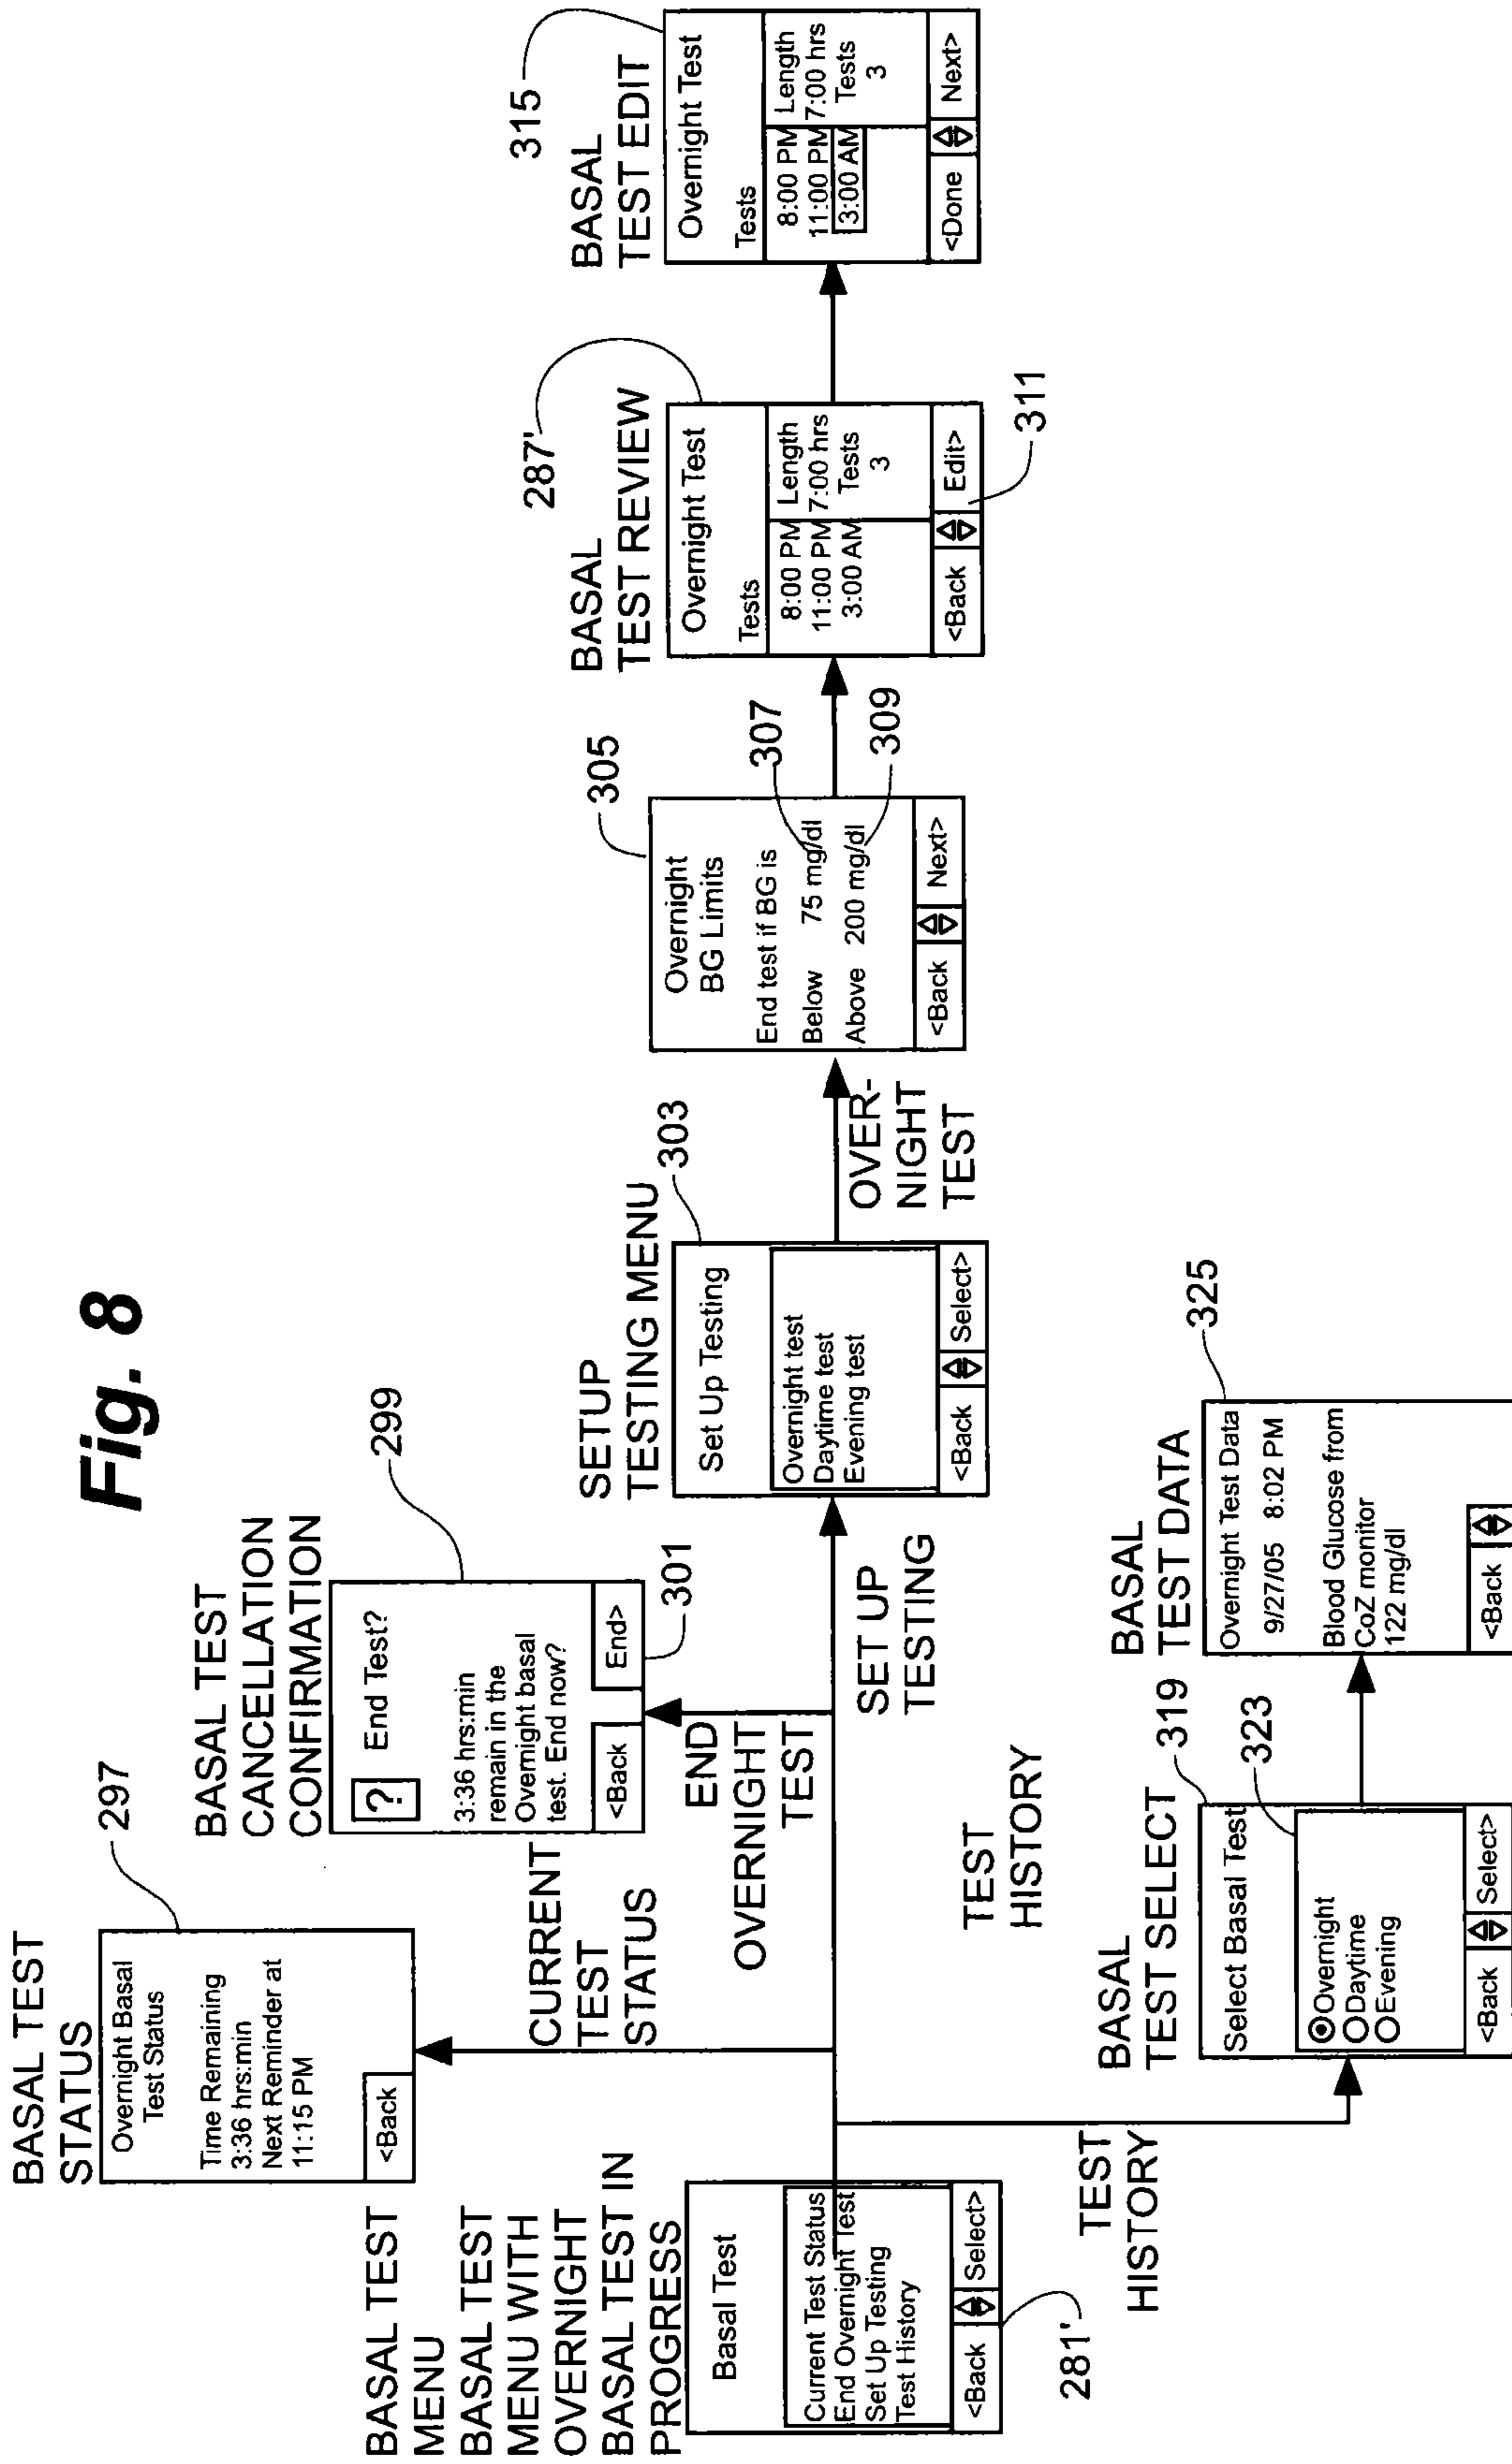 Fig. 8
BASAL TEST
STATUS
297
Overnight Basal
Test Status
Time Remaining
3:36 hrs:min
Next Reminder at
11:15 PM
<Back
BASAL TEST
CANCELLATION
CONFIRMATION
299
? End Test?
3:36 hrs:min
remain in the
Overnight basal
test. End now?
<Back End>
301
BASAL TEST
MENU
BASAL TEST
MENU WITH
OVERNIGHT
BASAL TEST IN
PROGRESS
Basal Test
Current Test Status
End Overnight Test
Set Up Testing
Test History
<Back Select>
281'
CURRENT
TEST
STATUS
END
OVERNIGHT
TEST
SET UP
TESTING
SETUP
TESTING MENU
303
Set Up Testing
Overnight test
Daytime test
Evening test
<Back Select>
OVER-
NIGHT
TEST
305
Overnight
BG Limits
End test if BG is
Below 75 mg/dl
Above 200 mg/dl
<Back Next>
307
309
BASAL
TEST REVIEW
287'
Overnight Test
Tests
8:00 PM Length
11:00 PM 7:00 hrs
3:00 AM Tests
3
<Back Edit>
311
BASAL
TEST EDIT
315
Overnight Test
Tests
8:00 PM Length
11:00 PM 7:00 hrs
3:00 AM Tests
3
<Done Next>
TEST
HISTORY
TEST
HISTORY
BASAL
TEST SELECT
319
Select Basal Test
323
Overnight
Daytime
Evening
<Back Select>
BASAL
TEST DATA
325
Overnight Test Data
9/27/05 8:02 PM
Blood Glucose from
CoZ monitor
122 mg/dl
<Back